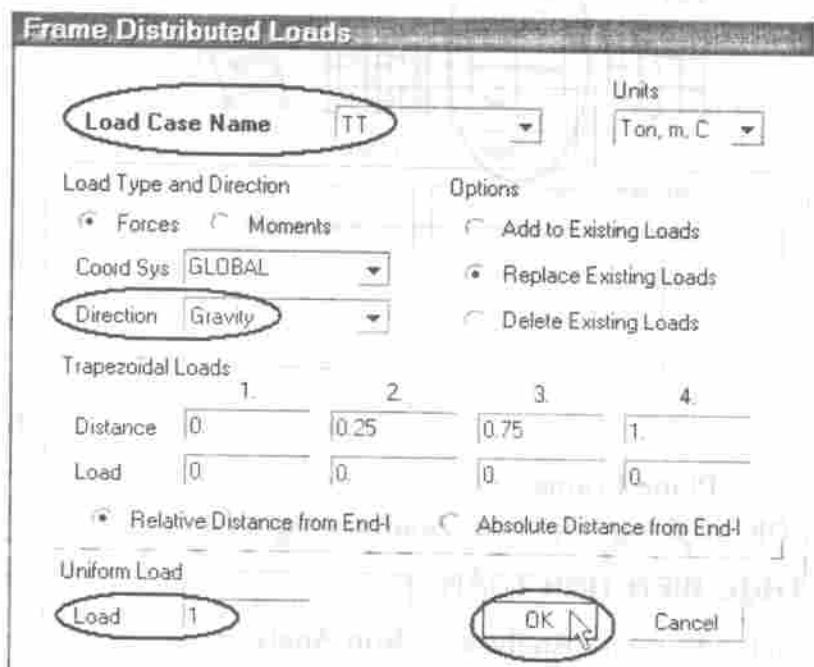 Frame Distributed Loads
Units
Load Case Name TT Ton, m, C
Load Type and Direction Options
Forces Moments Add to Existing Loads
Coord Sys GLOBAL Replace Existing Loads
Direction Gravity Delete Existing Loads
Trapezoidal Loads
1. 2. 3. 4.
Distance 0. 0.25 0.75 1.
Load 0. 0. 0. 0.
Relative Distance from End-I Absolute Distance from End-I
Uniform Load
Load 1 OK Cancel